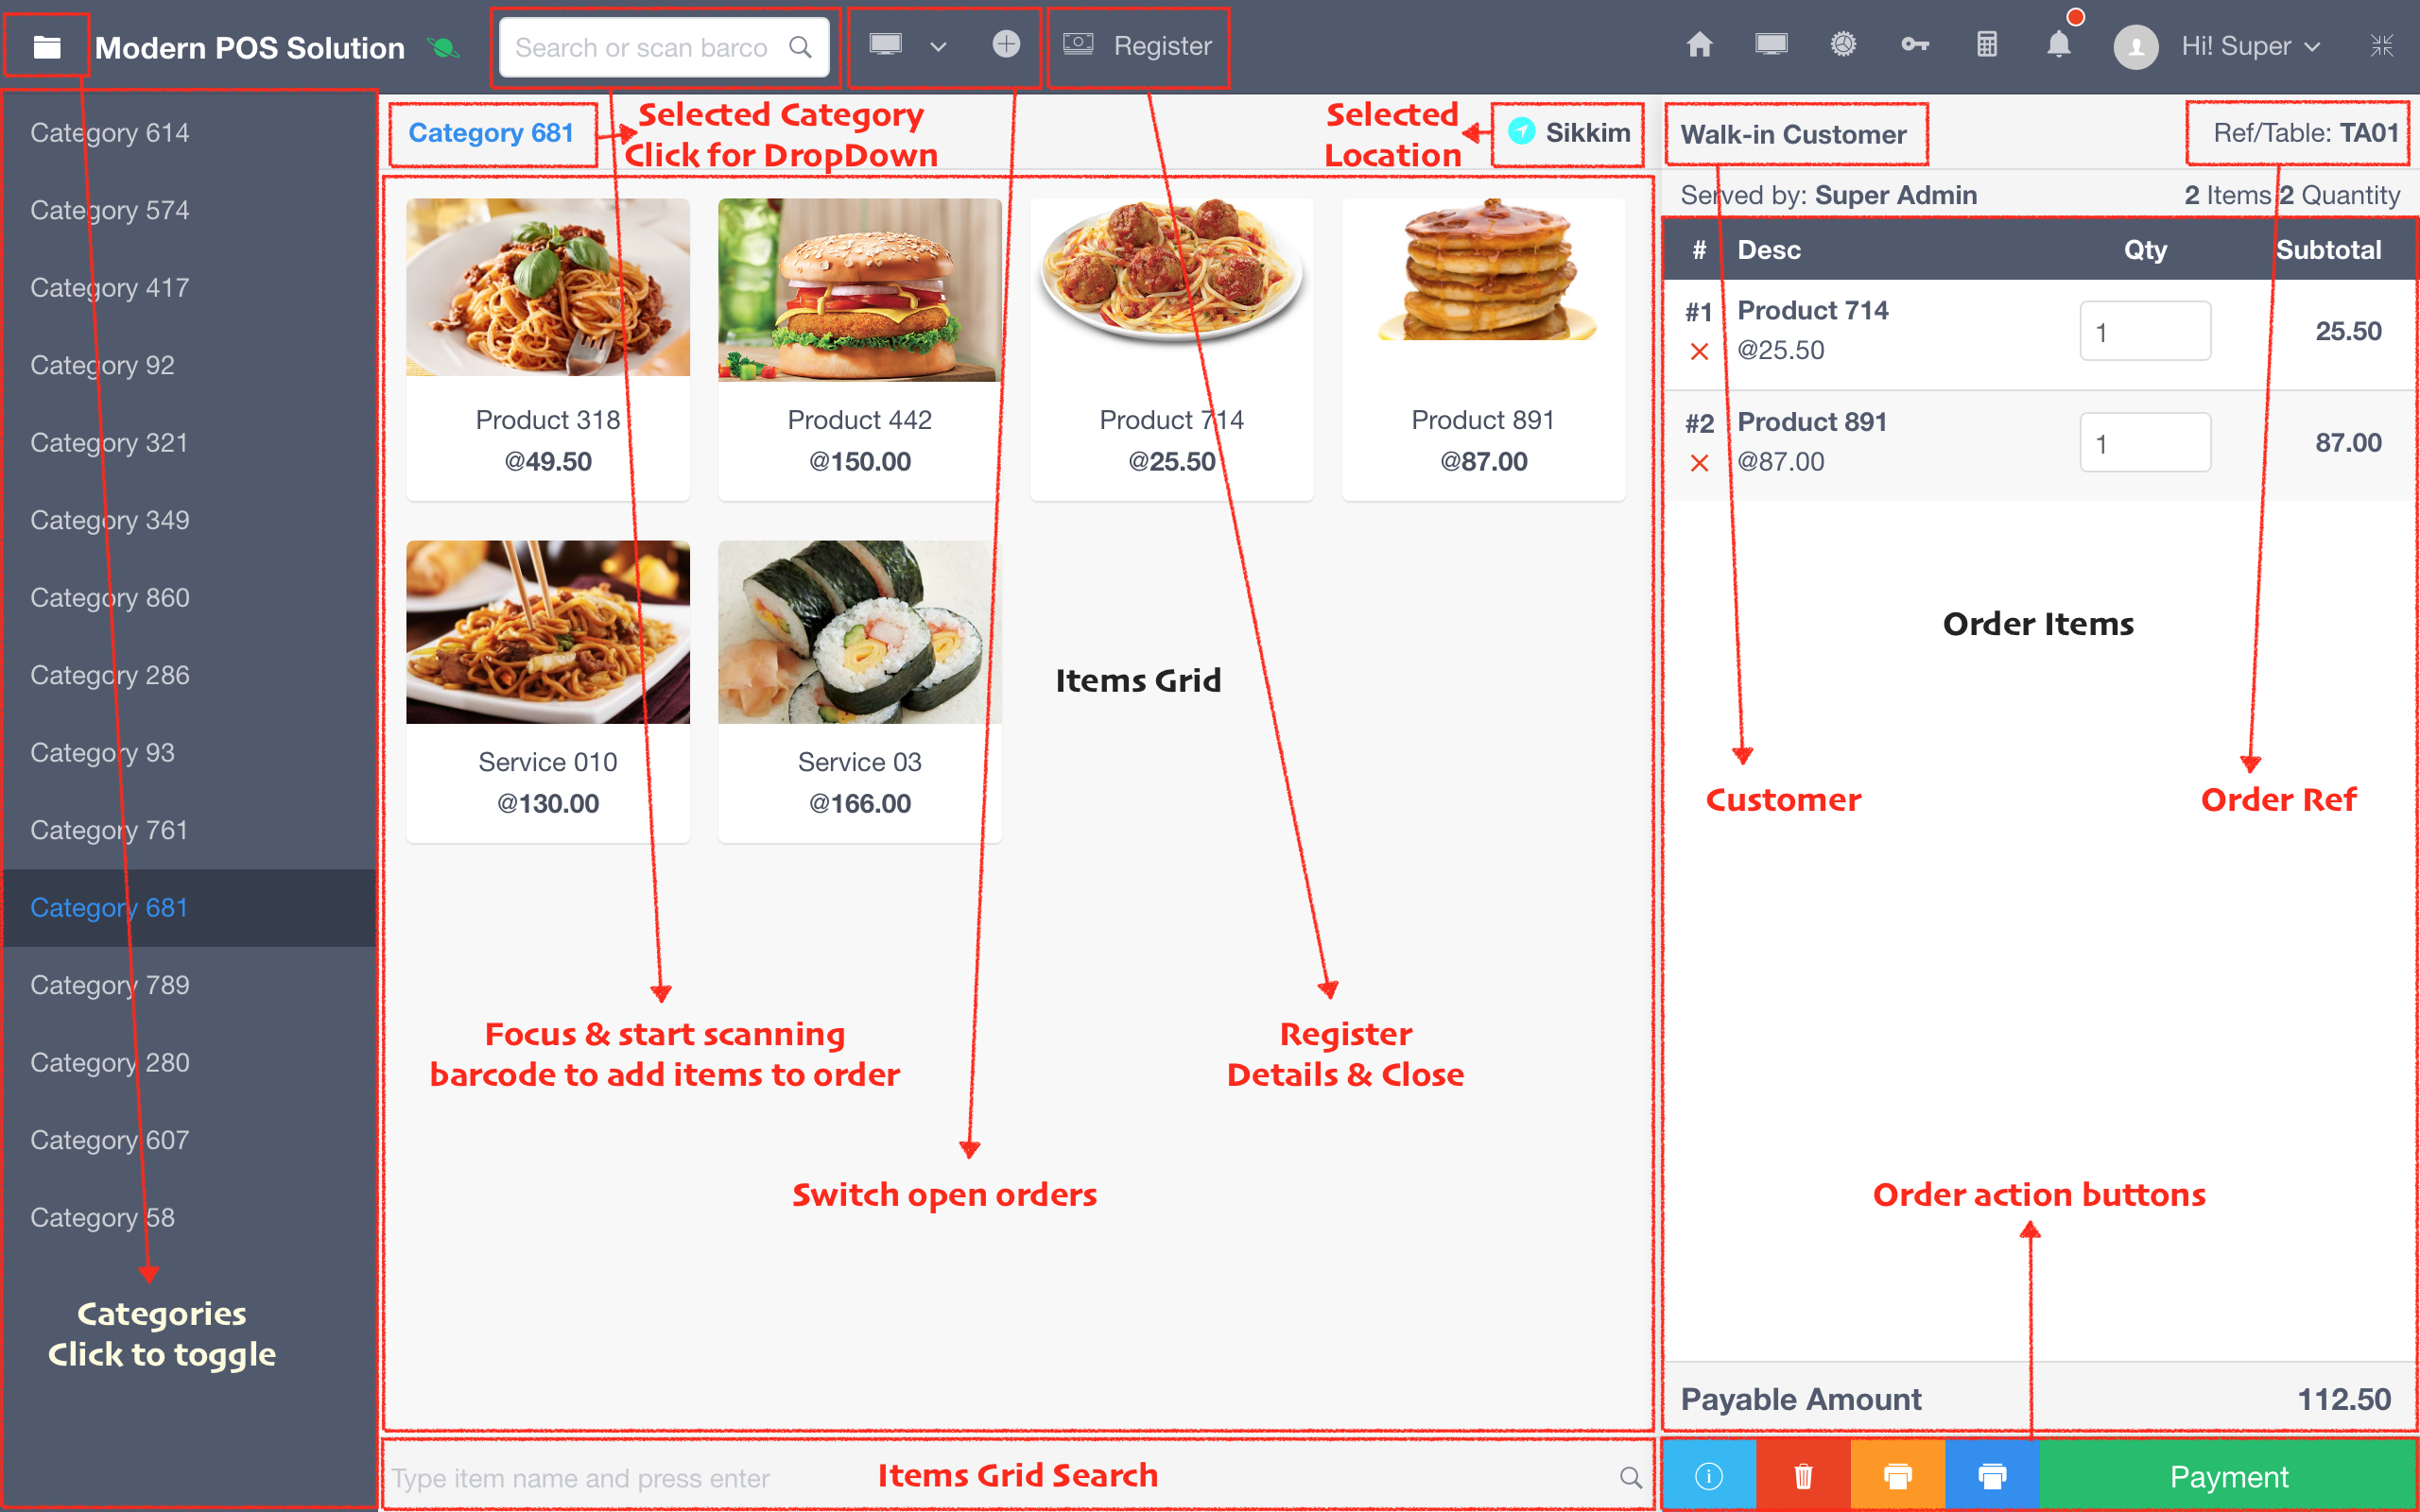 Modern POS Solution
Search or scan barco
Register
Hi! Super
Category 614
Category 574
Category 417
Category 92
Category 321
Category 349
Category 860
Category 286
Category 93
Category 761
Category 681
Category 789
Category 280
Category 607
Category 58
Categories
Click to toggle
Category 681
Selected Category
Click for DropDown
Selected
Location
Sikkim
Product 318
@49.50
Product 442
@150.00
Product 714
@25.50
Product 891
@87.00
Service 010
@130.00
Service 03
@166.00
Items Grid
Focus & start scanning
barcode to add items to order
Register
Details & Close
Switch open orders
Type item name and press enter
Items Grid Search
Walk-in Customer
Ref/Table: TA01
Served by: Super Admin
2 Items 2 Quantity
# Desc Qty Subtotal
#1 Product 714
@25.50
1
25.50
#2 Product 891
@87.00
1
87.00
Order Items
Customer
Order Ref
Order action buttons
Payable Amount 112.50
Payment